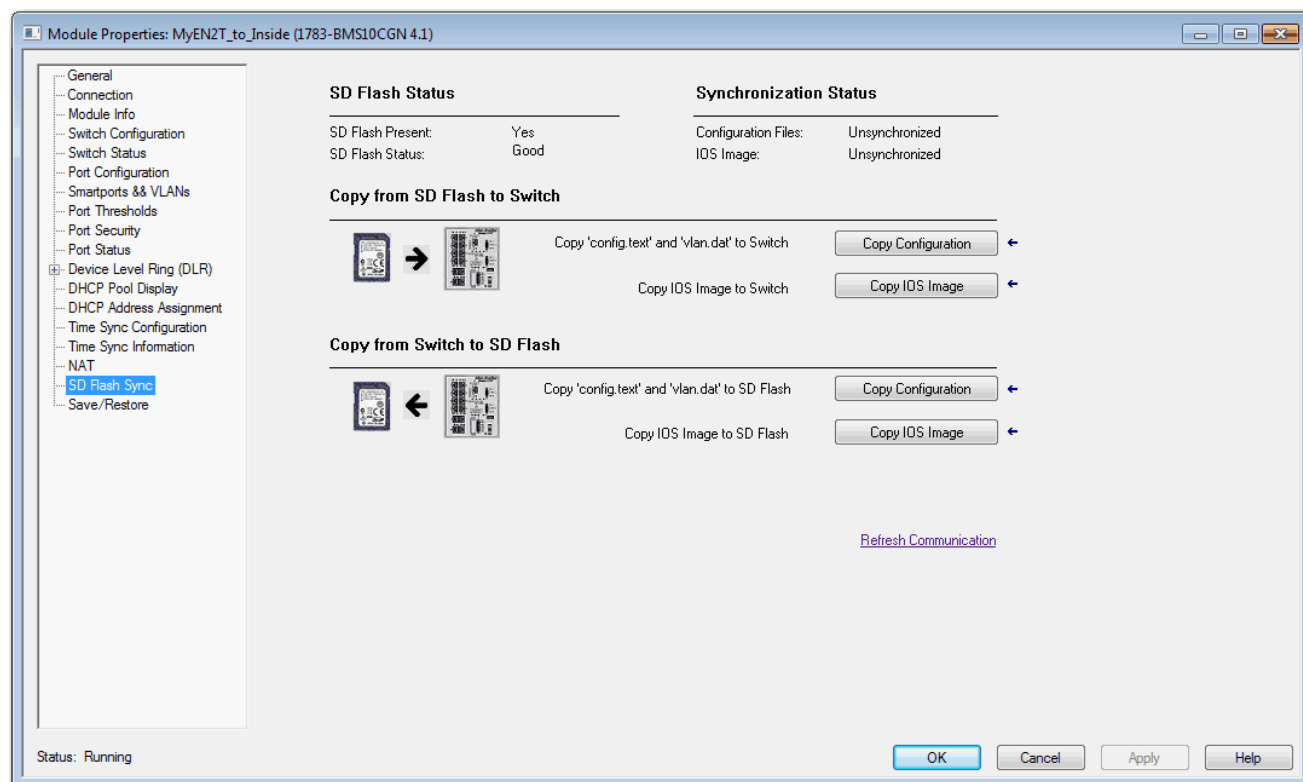 Module Properties: MyEN2T_to_Inside (1783-BMS10CGN 4.1)
General
Connection
Module Info
Switch Configuration
Switch Status
Port Configuration
Smartports && VLANs
Port Thresholds
Port Security
Port Status
Device Level Ring (DLR)
DHCP Pool Display
DHCP Address Assignment
Time Sync Configuration
Time Sync Information
NAT
SD Flash Sync
Save/Restore
SD Flash Status
SD Flash Present: Yes
SD Flash Status: Good
Synchronization Status
Configuration Files: Unsynchronized
IOS Image: Unsynchronized
Copy from SD Flash to Switch
Copy 'config.text' and 'vlan.dat' to Switch Copy Configuration
Copy IOS Image to Switch Copy IOS Image
Copy from Switch to SD Flash
Copy 'config.text' and 'vlan.dat' to SD Flash Copy Configuration
Copy IOS Image to SD Flash Copy IOS Image
Refresh Communication
Status: Running
OK Cancel Apply Help